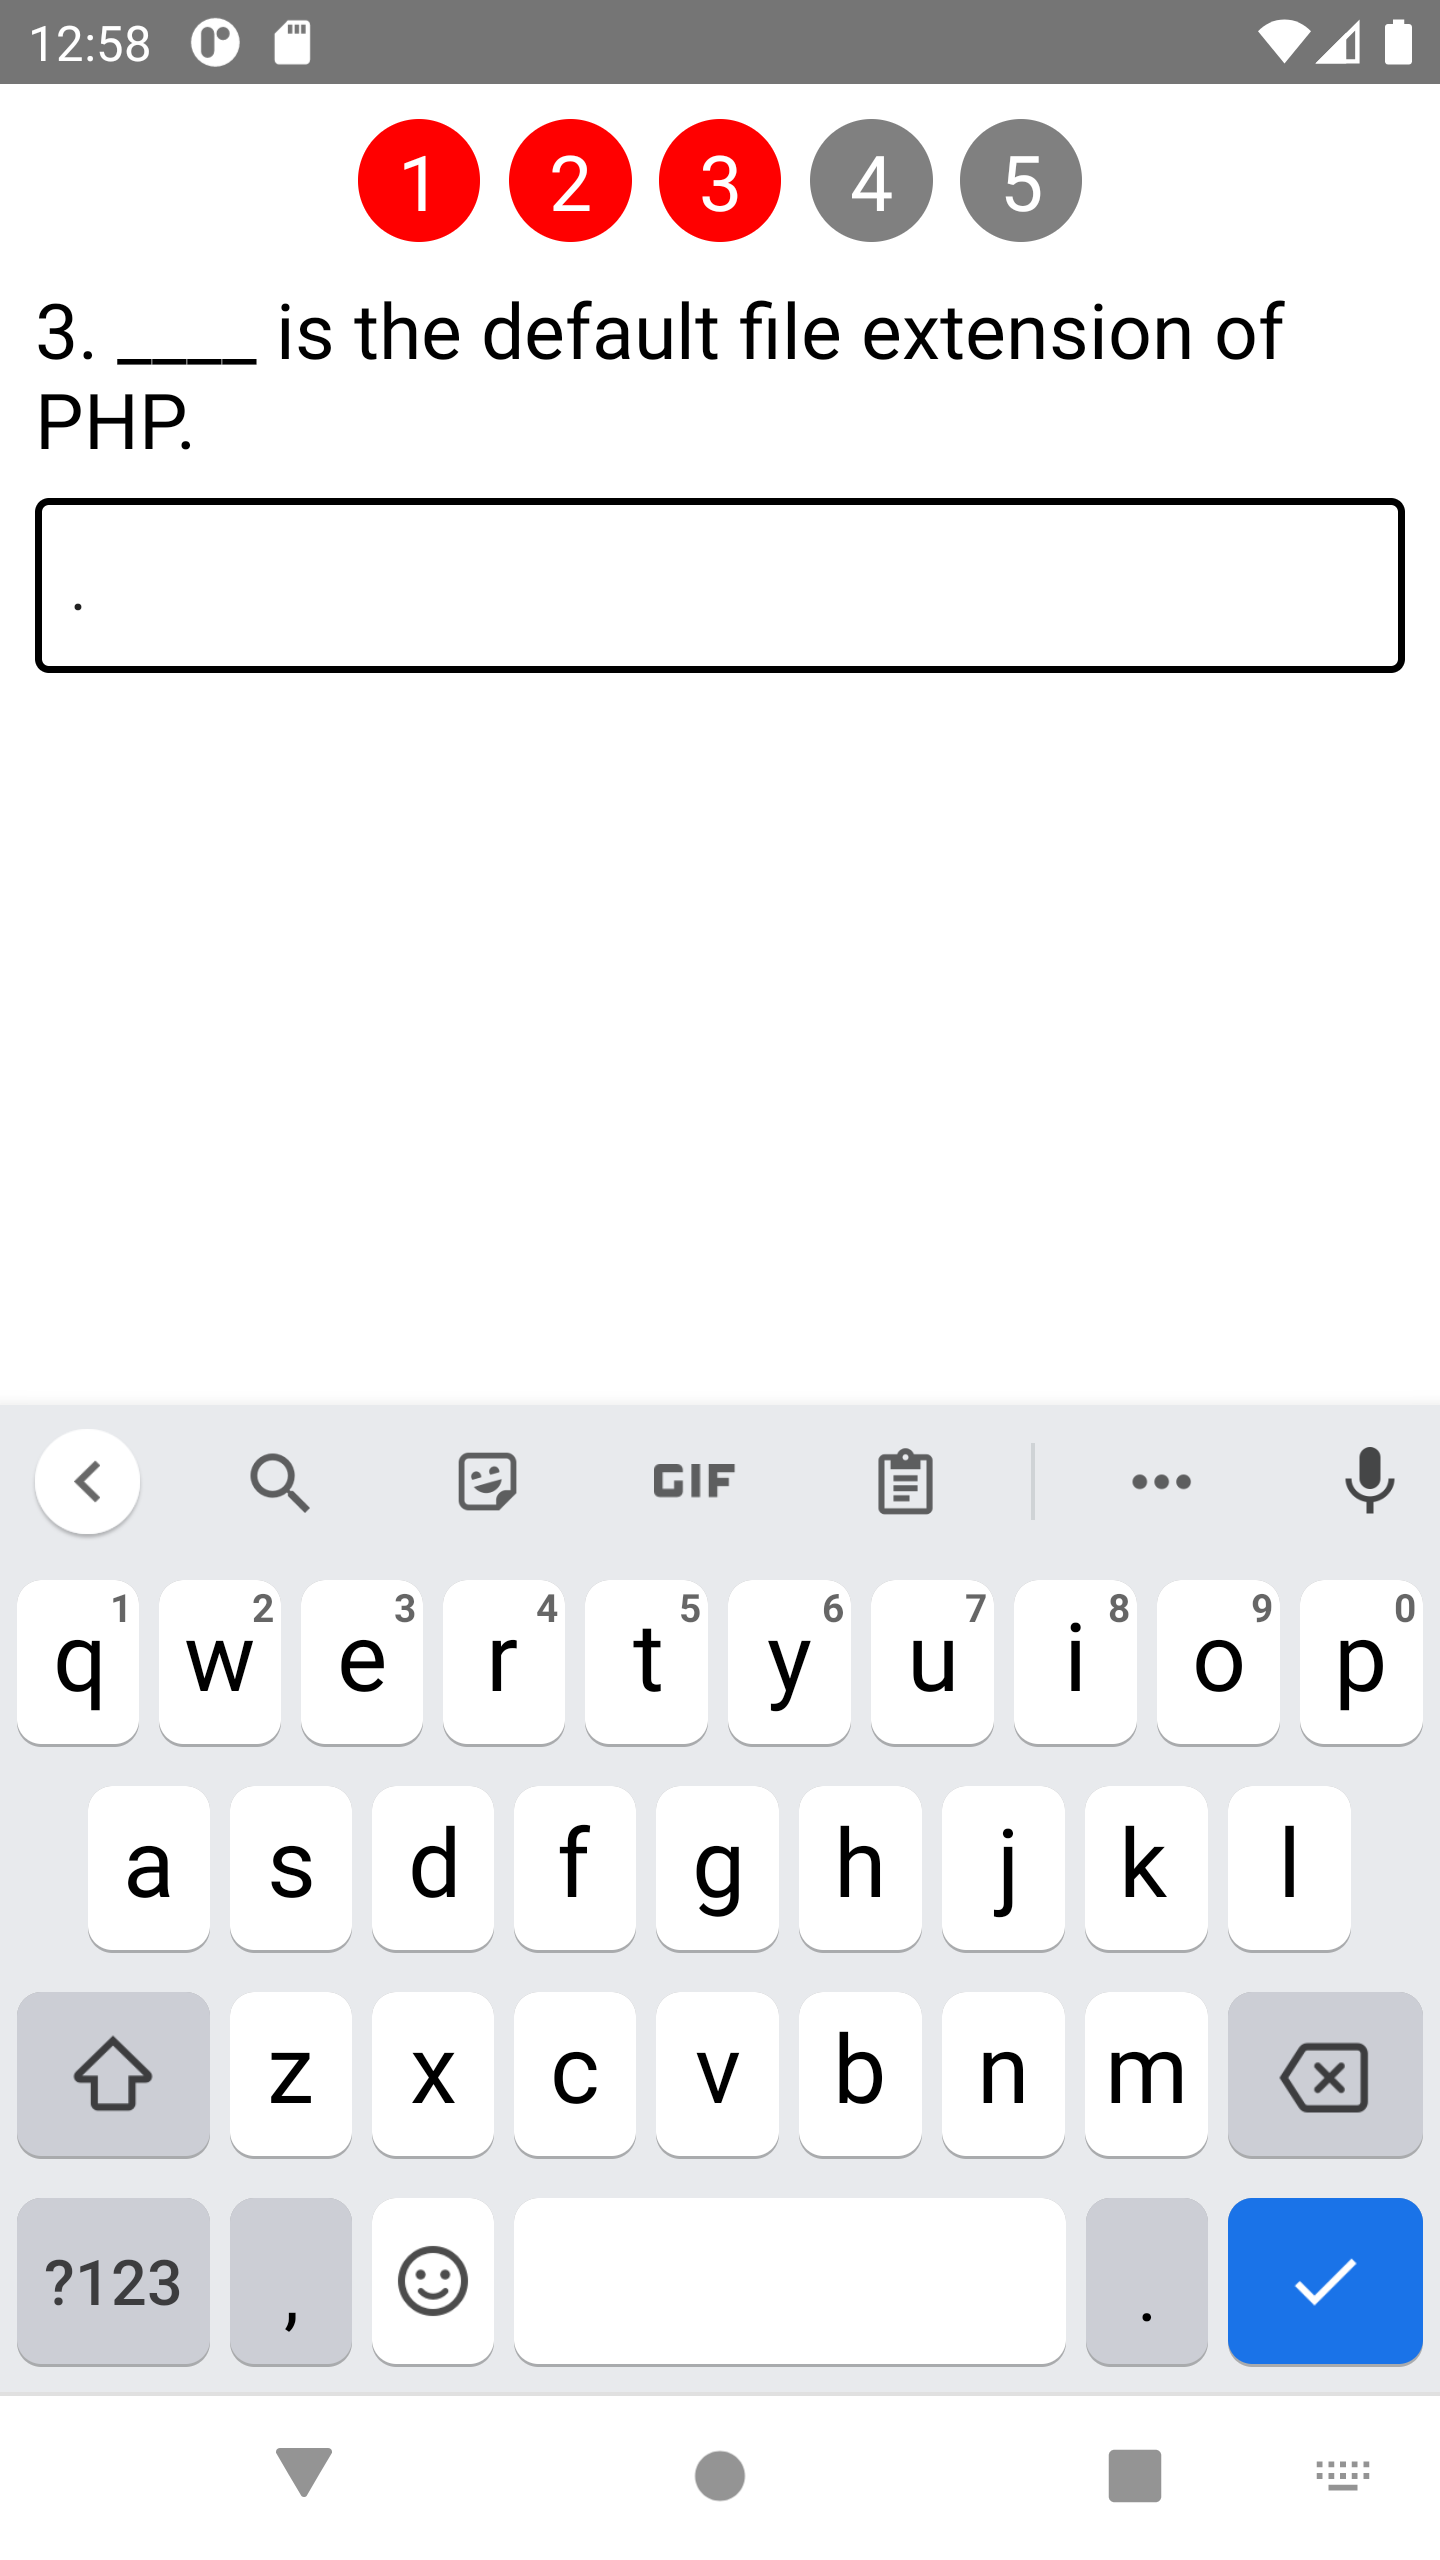 12:58
1 2 3 4 5
3. ____ is the default file extension of
PHP.
.
GIF
1 2 3 4 5 6 7 8 9 0
q w e r t y u i o p
a s d f g h j k l
z x c v b n m
?123 , .